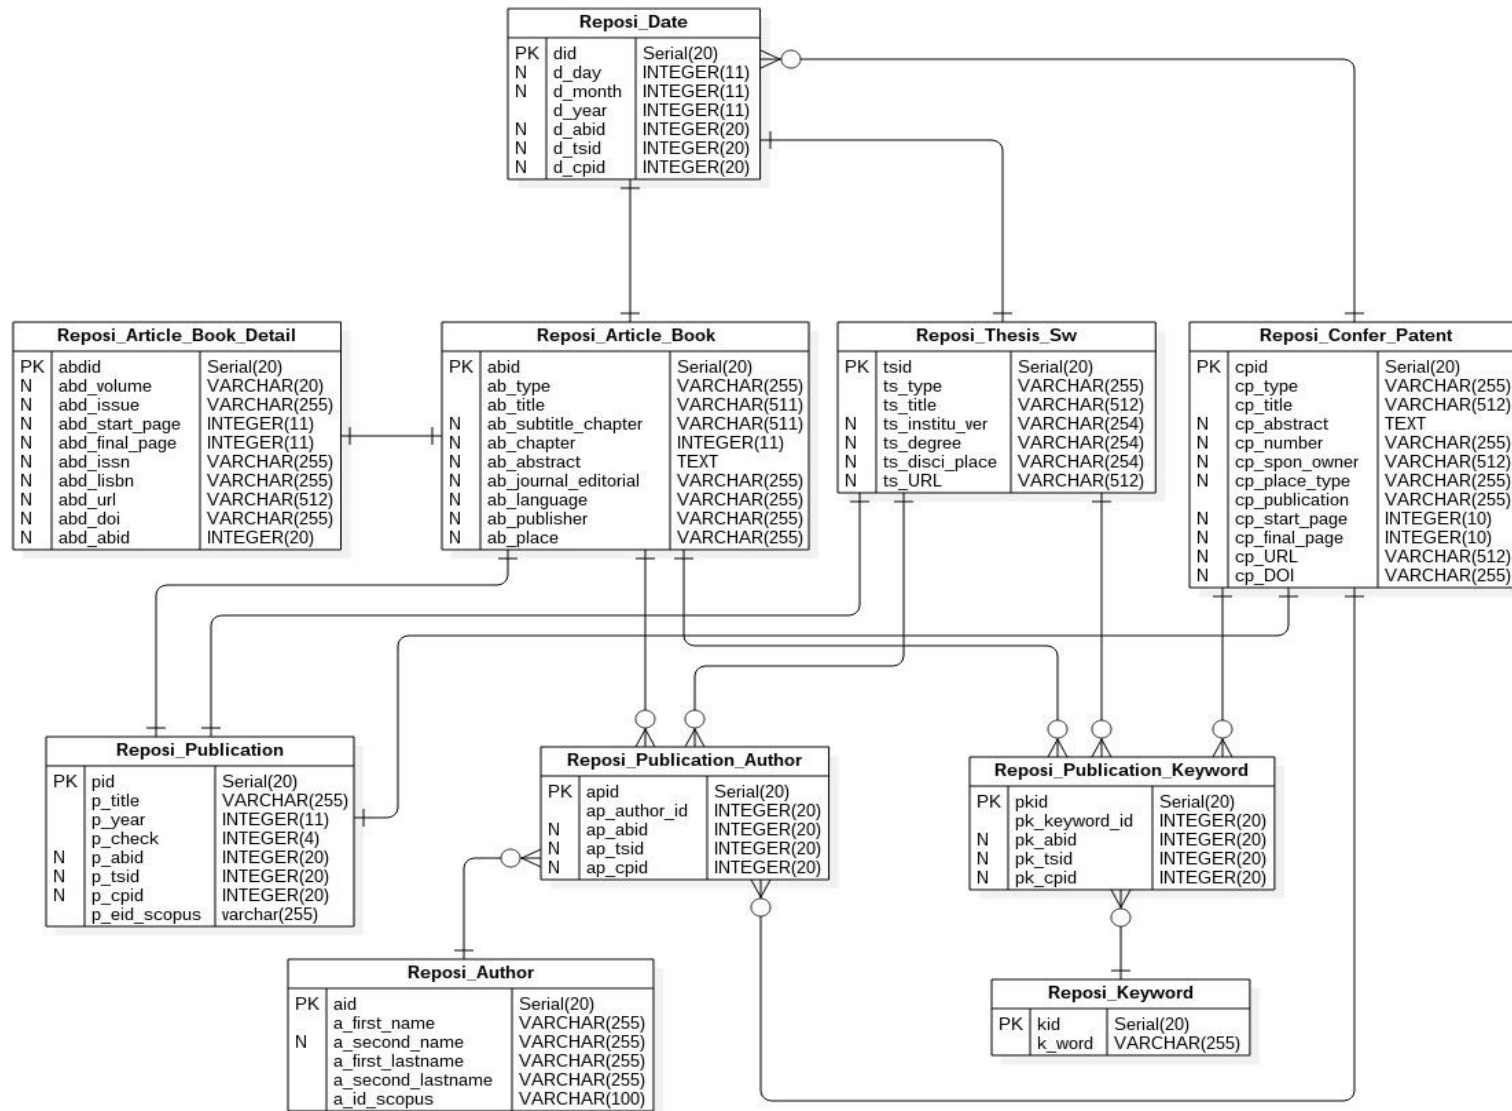 Reposi_Date
PK did Serial(20)
N d_day INTEGER(11)
N d_month INTEGER(11)
d_year INTEGER(11)
N d_abid INTEGER(20)
N d_tsid INTEGER(20)
N d_cpid INTEGER(20)
Reposi_Article_Book_Detail
PK abdid Serial(20)
N abd_volume VARCHAR(20)
N abd_issue VARCHAR(255)
N abd_start_page INTEGER(11)
N abd_final_page INTEGER(11)
N abd_issn VARCHAR(255)
N abd_lisbn VARCHAR(255)
N abd_url VARCHAR(512)
N abd_doi VARCHAR(255)
N abd_abid INTEGER(20)
Reposi_Article_Book
PK abid Serial(20)
ab_type VARCHAR(255)
ab_title VARCHAR(511)
N ab_subtitle_chapter VARCHAR(511)
N ab_chapter INTEGER(11)
N ab_abstract TEXT
N ab_journal_editorial VARCHAR(255)
N ab_language VARCHAR(255)
N ab_publisher VARCHAR(255)
N ab_place VARCHAR(255)
Reposi_Thesis_Sw
PK tsid Serial(20)
ts_type VARCHAR(255)
ts_title VARCHAR(512)
N ts_institu_ver VARCHAR(254)
N ts_degree VARCHAR(254)
N ts_disci_place VARCHAR(254)
N ts_URL VARCHAR(512)
Reposi_Confer_Patent
PK cpid Serial(20)
cp_type VARCHAR(255)
cp_title VARCHAR(512)
N cp_abstract TEXT
N cp_number VARCHAR(255)
N cp_spon_owner VARCHAR(512)
N cp_place_type VARCHAR(255)
cp_publication VARCHAR(255)
N cp_start_page INTEGER(10)
N cp_final_page INTEGER(10)
N cp_URL VARCHAR(512)
N cp_DOI VARCHAR(255)
Reposi_Publication
PK pid Serial(20)
p_title VARCHAR(255)
p_year INTEGER(11)
p_check INTEGER(4)
N p_abid INTEGER(20)
N p_tsid INTEGER(20)
N p_cpid INTEGER(20)
p_eid_scopus varchar(255)
Reposi_Publication_Author
PK apid Serial(20)
ap_author_id INTEGER(20)
N ap_abid INTEGER(20)
N ap_tsid INTEGER(20)
N ap_cpid INTEGER(20)
Reposi_Publication_Keyword
PK pkid Serial(20)
pk_keyword_id INTEGER(20)
N pk_abid INTEGER(20)
N pk_tsid INTEGER(20)
N pk_cpid INTEGER(20)
Reposi_Author
PK aid Serial(20)
a_first_name VARCHAR(255)
N a_second_name VARCHAR(255)
a_first_lastname VARCHAR(255)
a_second_lastname VARCHAR(255)
a_id_scopus VARCHAR(100)
Reposi_Keyword
PK kid Serial(20)
k_word VARCHAR(255)